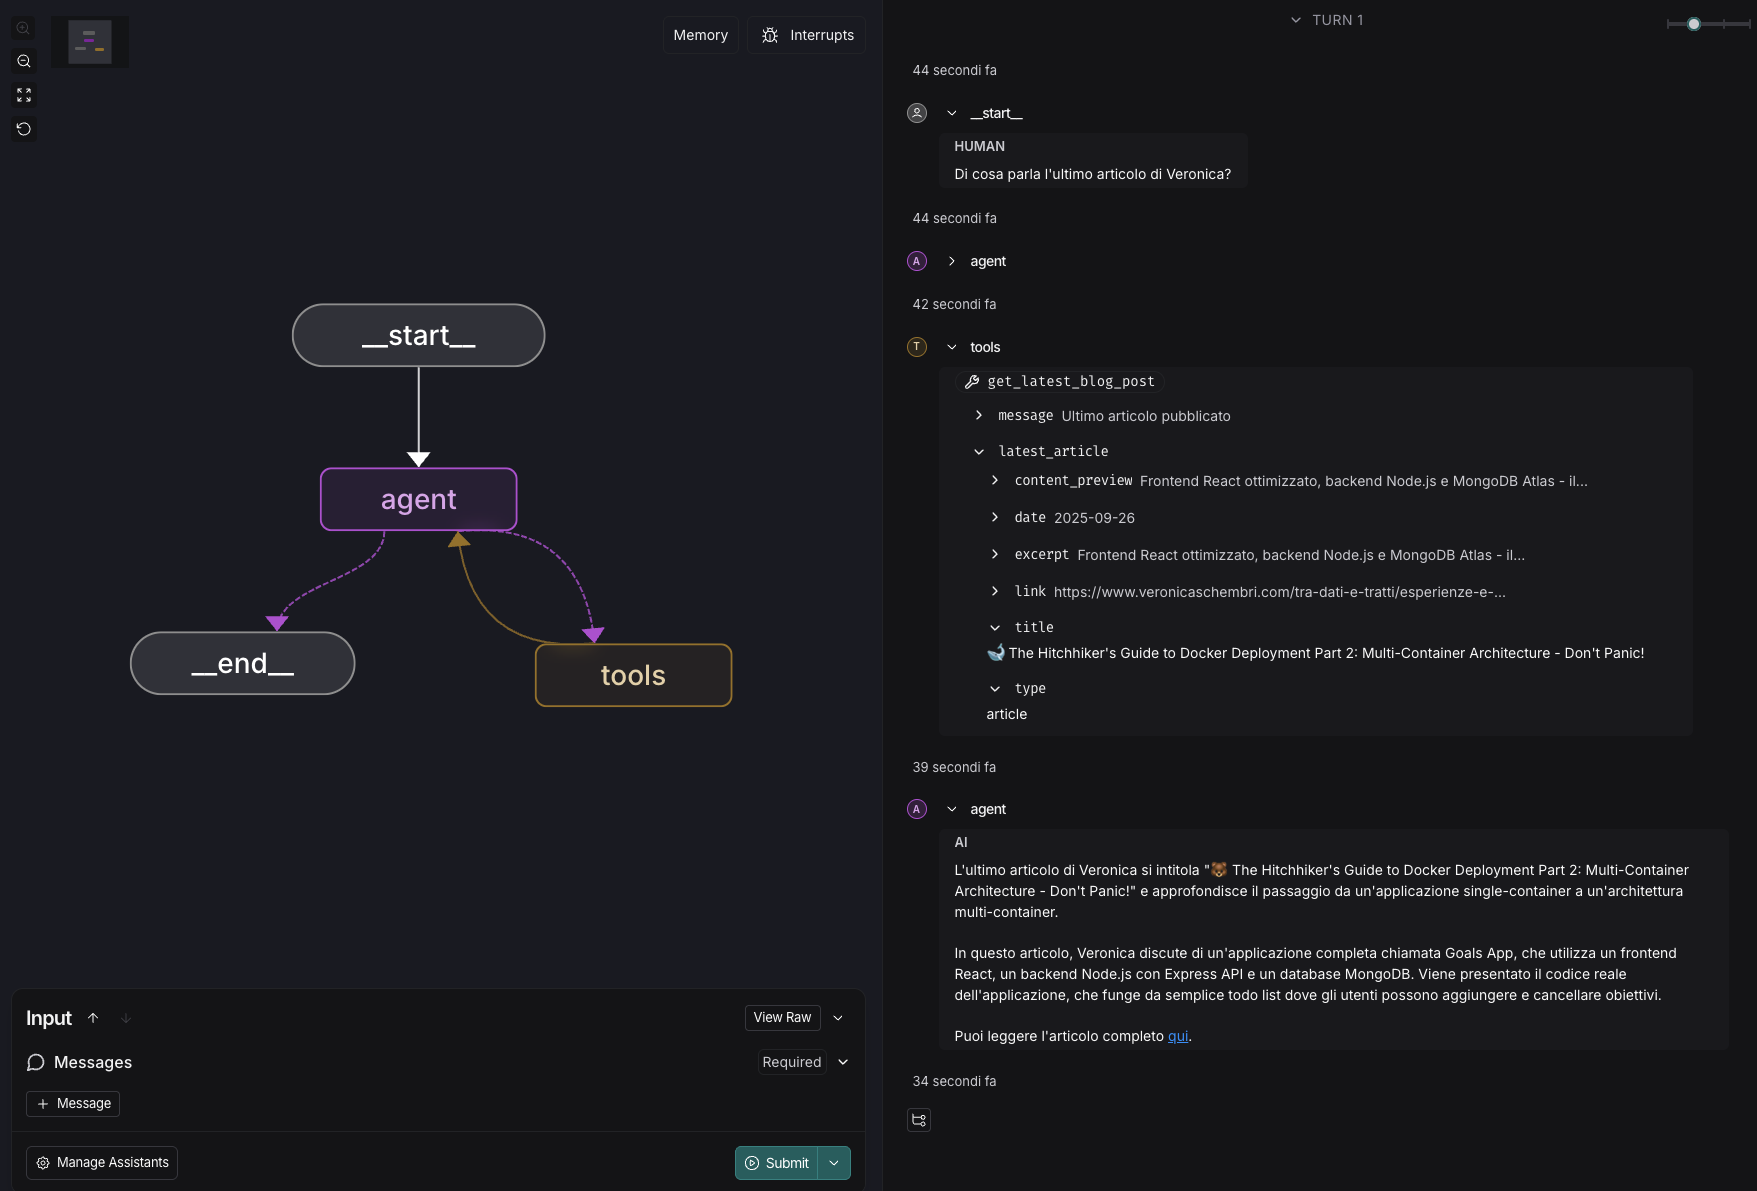 Memory
Interrupts
__start__
agent
__end__
tools
Input
View Raw
Messages
Required
Message
Manage Assistants
Submit
TURN 1
44 secondi fa
__start__
HUMAN
Di cosa parla l'ultimo articolo di Veronica?
44 secondi fa
A agent
42 secondi fa
T tools
get_latest_blog_post
message Ultimo articolo pubblicato
latest_article
content_preview Frontend React ottimizzato, backend Node.js e MongoDB Atlas - il...
date 2025-09-26
excerpt Frontend React ottimizzato, backend Node.js e MongoDB Atlas - il...
link https://www.veronicaschembri.com/tra-dati-e-tratti/esperienze-e-...
title
🐋 The Hitchhiker's Guide to Docker Deployment Part 2: Multi-Container Architecture - Don't Panic!
type
article
39 secondi fa
A agent
AI
L'ultimo articolo di Veronica si intitola "🐻 The Hitchhiker's Guide to Docker Deployment Part 2: Multi-Container
Architecture - Don't Panic!" e approfondisce il passaggio da un'applicazione single-container a un'architettura
multi-container.
In questo articolo, Veronica discute di un'applicazione completa chiamata Goals App, che utilizza un frontend
React, un backend Node.js con Express API e un database MongoDB. Viene presentato il codice reale
dell'applicazione, che funge da semplice todo list dove gli utenti possono aggiungere e cancellare obiettivi.
Puoi leggere l'articolo completo qui.
34 secondi fa